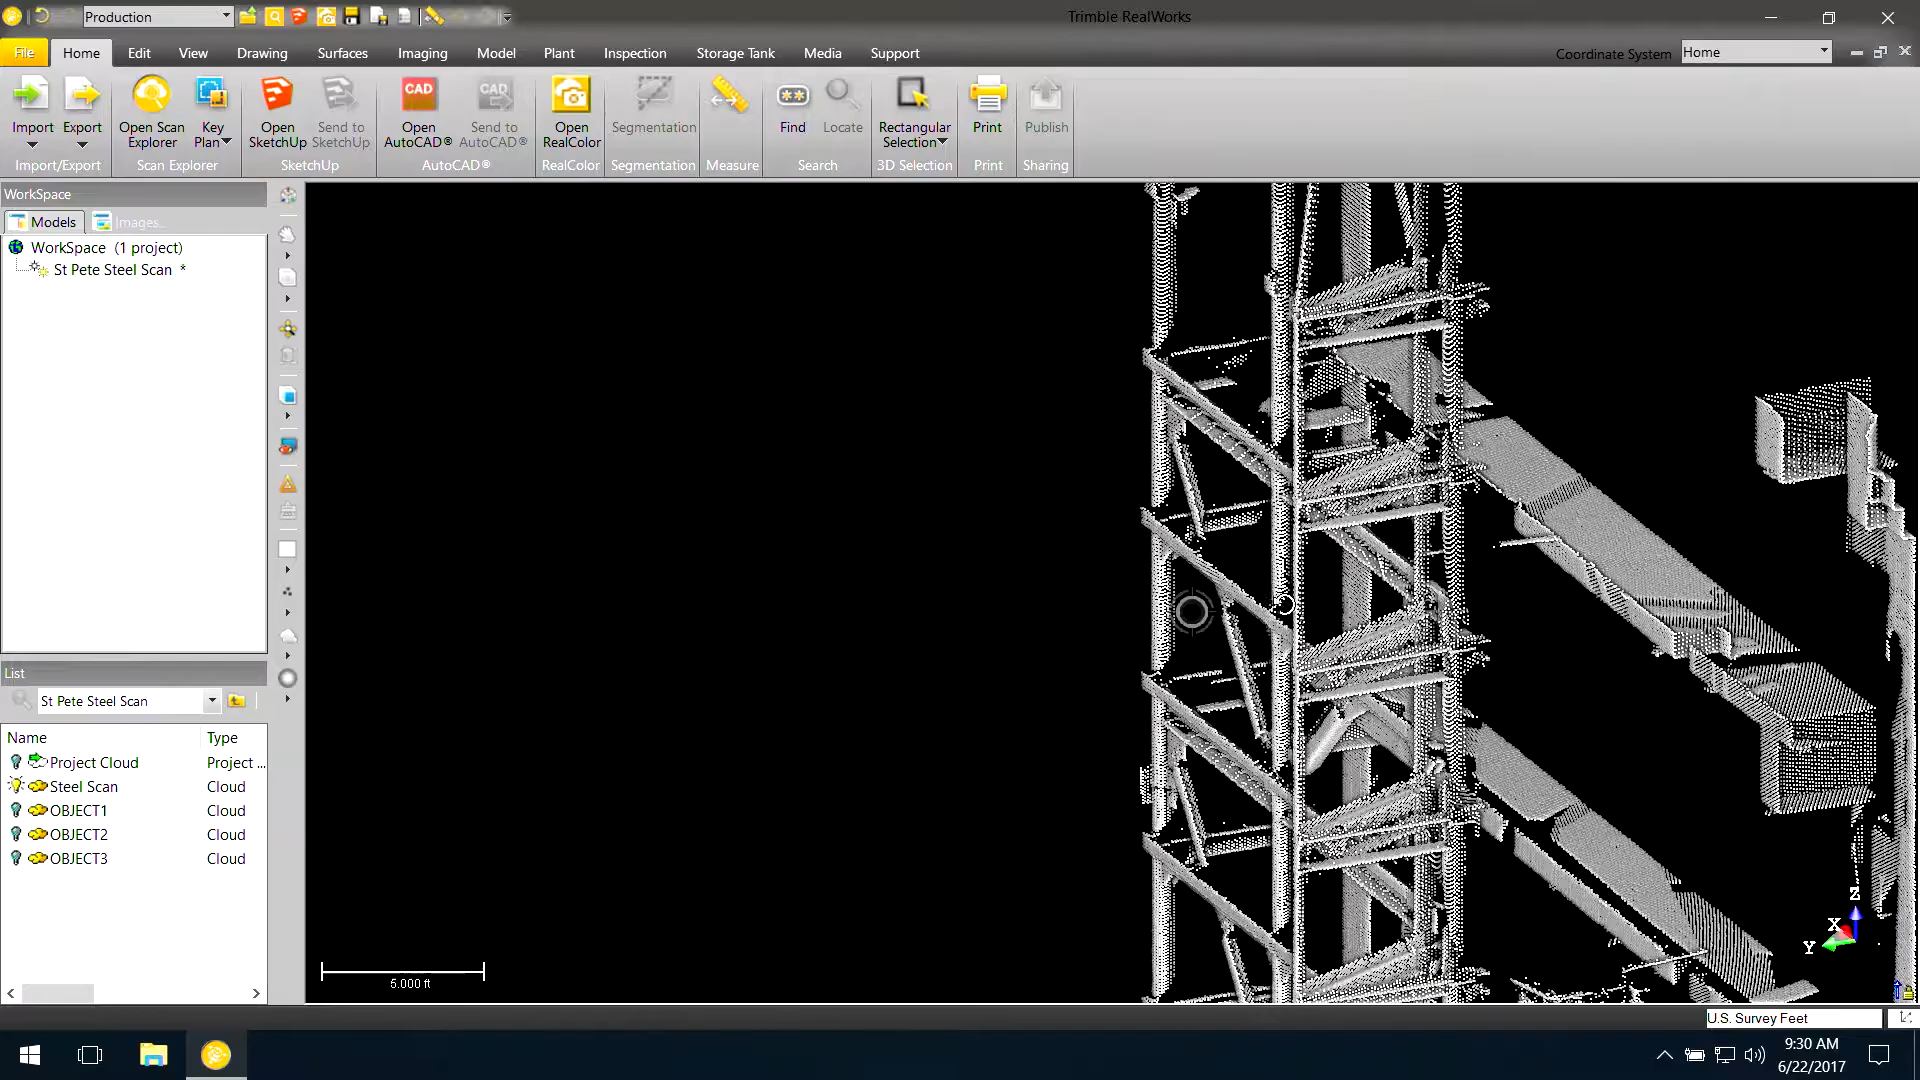 Production
Trimble RealWorks
File Home Edit View Drawing Surfaces Imaging Model Plant Inspection Storage Tank Media Support
Coordinate System Home
CAD CAD
Import Export Open Scan Explorer Key Plan Open SketchUp Send to SketchUp Open AutoCAD® Send to AutoCAD® Open RealColor Segmentation Find Locate Rectangular Selection Print Publish
Import/Export Scan Explorer SketchUp AutoCAD® RealColor Segmentation Measure Search 3D Selection Print Sharing
WorkSpace
Models Images...
WorkSpace (1 project)
St Pete Steel Scan *
List
St Pete Steel Scan
Name Type
Project Cloud Project ...
Steel Scan Cloud
OBJECT1 Cloud
OBJECT2 Cloud
OBJECT3 Cloud
Z
X
Y
5.000 ft
U.S. Survey Feet
9:30 AM
6/22/2017